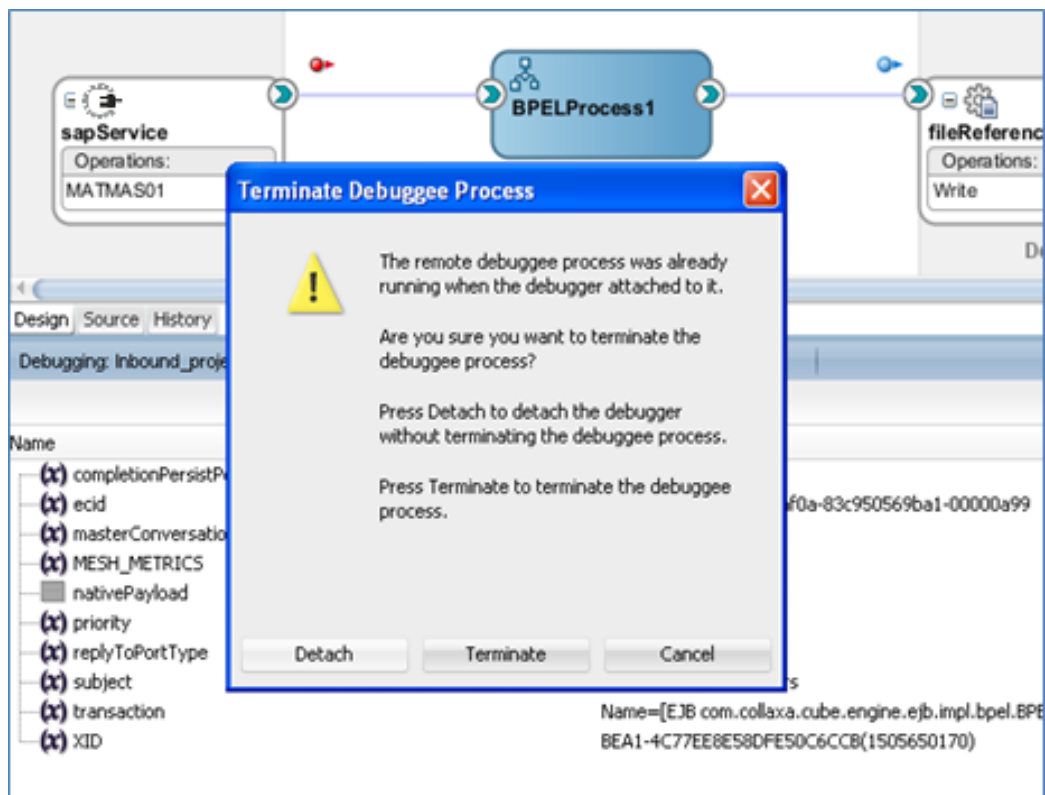 BPELProcess1
sapService
Operations:
MATMAS01
Operations:
Write
Terminate Debuggee Process
The remote debuggee process was already
running when the debugger attached to it.
Are you sure you want to terminate the
debuggee process?
Press Detach to detach the debugger
without terminating the debuggee process.
Press Terminate to terminate the debuggee
process.
Detach Terminate Cancel
Design Source History
Debugging: Inbound_proje
Name
(x) completionPersistP
(x) ecid f0a-83c950569ba1-00000a99
(x) masterConversatio
(x) MESH_METRICS
nativePayload
(x) priority
(x) replyToPortType
(x) subject rs
(x) transaction Name=[EJB com.collaxa.cube.engine.ejb.impl.bpel.BPE
(x) XID BEA1-4C77EE8E58DFE50C6CCB(1505650170)